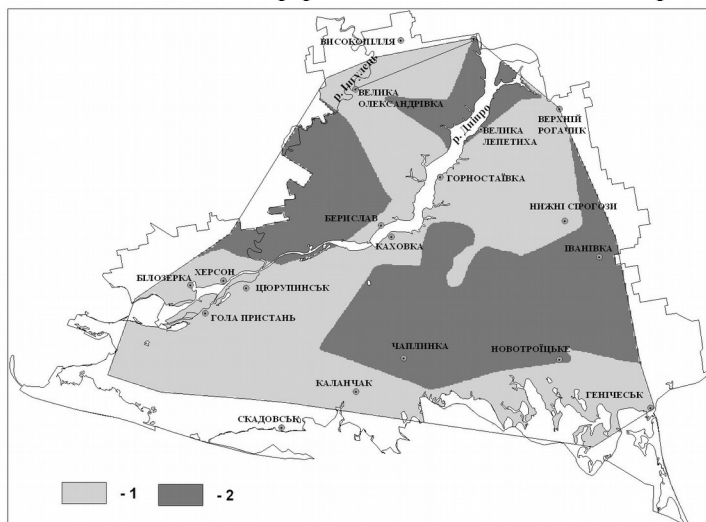 ВИСОКОПІЛЛЯ
р. Інгулець
ВЕЛИКА
ОЛЕКСАНДРІВКА
р. Дніпро
ВЕРХНІЙ
РОГАЧИК
ВЕЛИКА
ЛЕПЕТИХА
ГОРНОСТАЇВКА
НИЖНІ СІРОГОЗИ
БЕРИСЛАВ
КАХОВКА
ІВАНІВКА
ХЕРСОН
БІЛОЗЕРКА
ЦЮРУПИНСЬК
ГОЛА ПРИСТАНЬ
ЧАПЛИНКА
НОВОТРОЇЦЬКЕ
КАЛАНЧАК
ГЕНІЧЕСЬК
СКАДОВСЬК
- 1
- 2